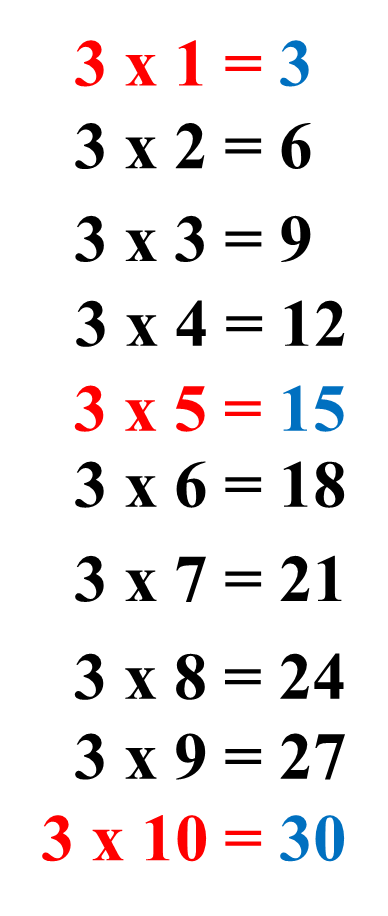 3 x 1 = 3
3 x 2 = 6
3 x 3 = 9
3 x 4 = 12
3 x 5 = 15
3 x 6 = 18
3 x 7 = 21
3 x 8 = 24
3 x 9 = 27
3 x 10 = 30